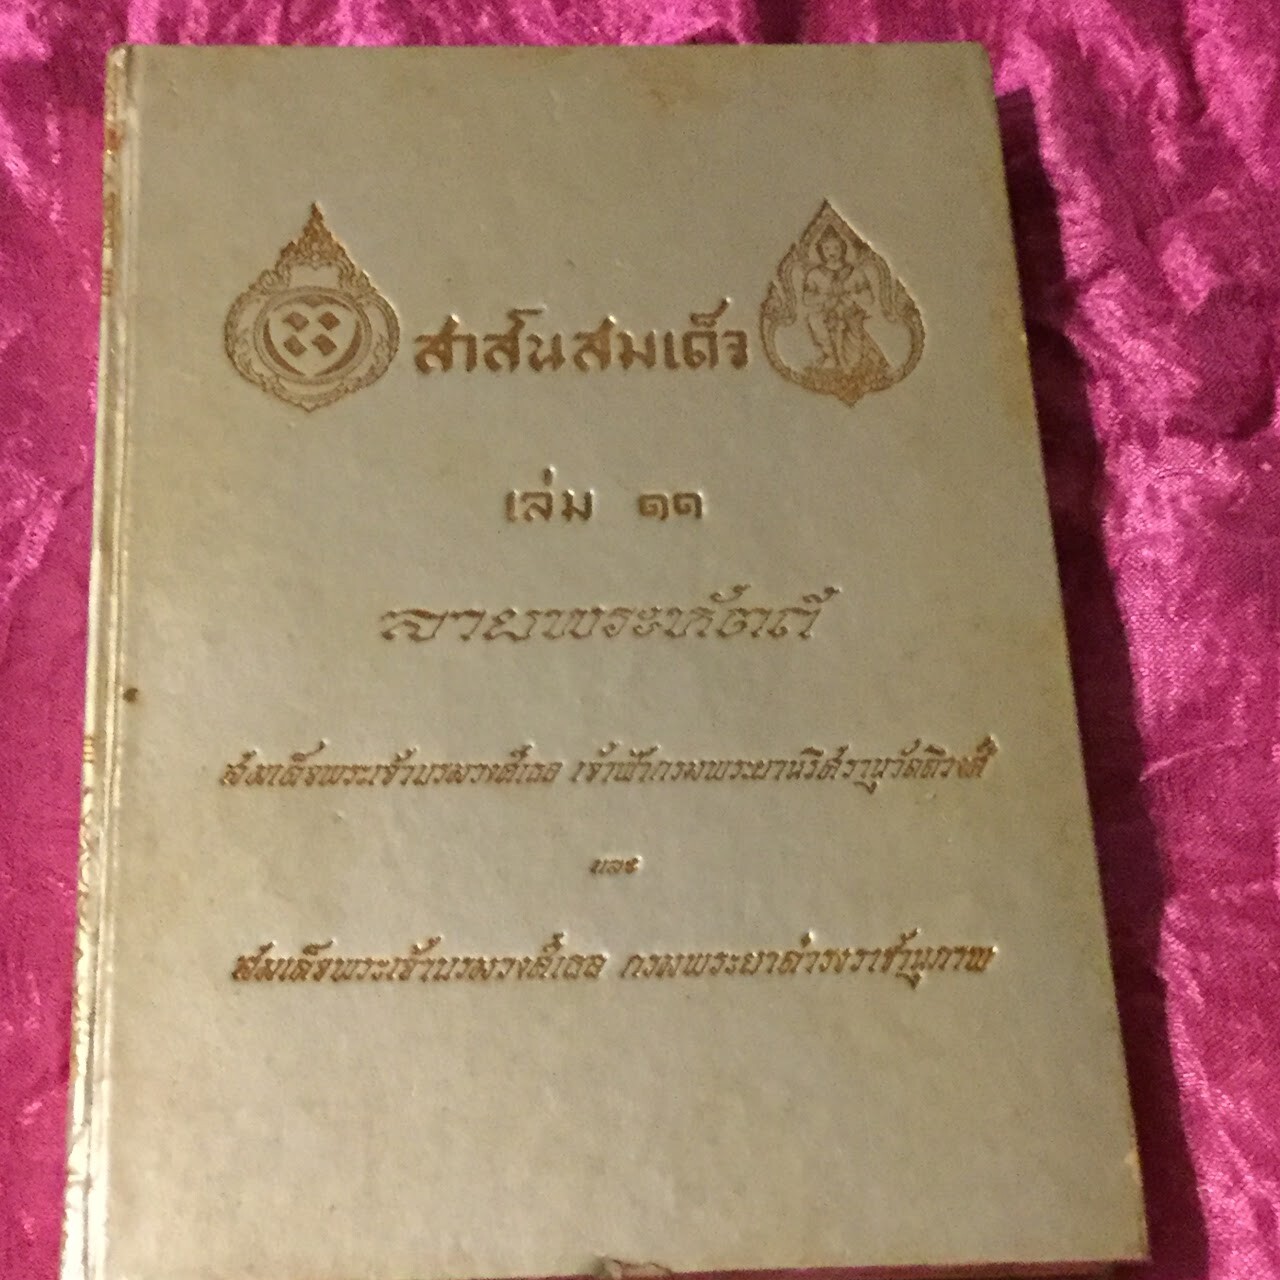 สาส์นสมเด็จ
เล่ม ๑๑
ลายพระหัตถ์
สมเด็จพระเจ้าบรมวงศ์เธอ เจ้าฟ้ากรมพระยานริศรานุวัดติวงศ์
และ
สมเด็จพระเจ้าบรมวงศ์เธอ กรมพระยาดำรงราชานุภาพ